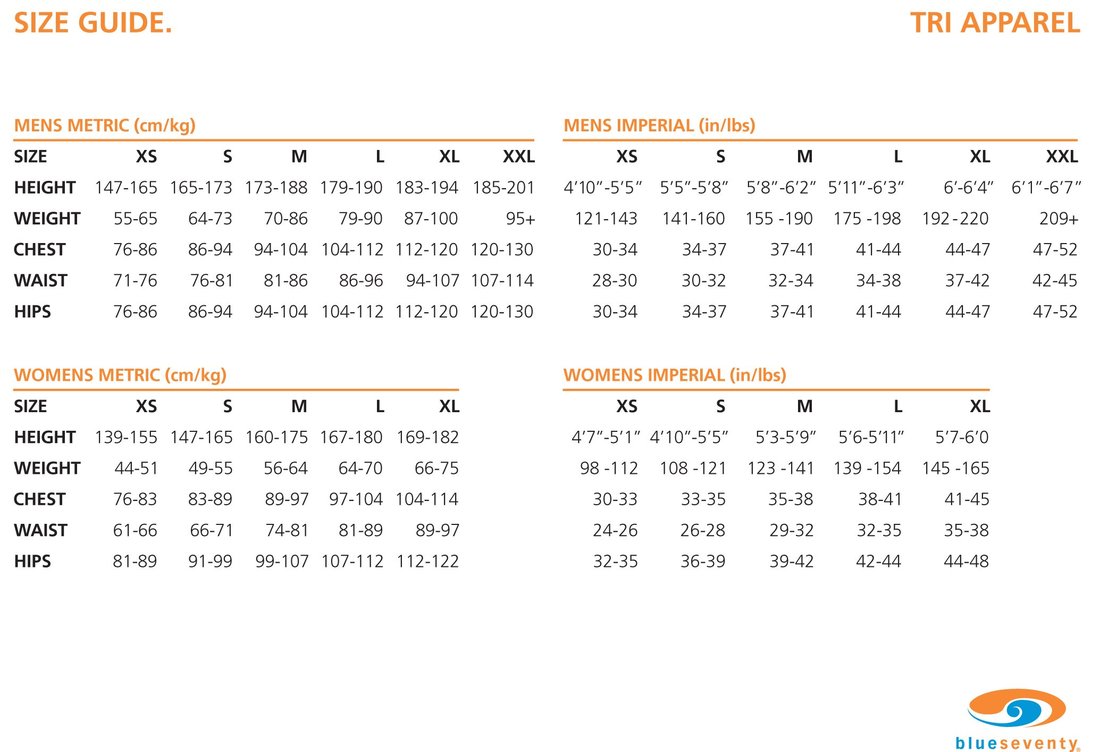 SIZE GUIDE.
TRI APPAREL
MENS METRIC (cm/kg)
SIZE XS S M L XL XXL
HEIGHT 147-165 165-173 173-188 179-190 183-194 185-201
WEIGHT 55-65 64-73 70-86 79-90 87-100 95+
CHEST 76-86 86-94 94-104 104-112 112-120 120-130
WAIST 71-76 76-81 81-86 86-96 94-107 107-114
HIPS 76-86 86-94 94-104 104-112 112-120 120-130
MENS IMPERIAL (in/lbs)
XS S M L XL XXL
4’10”-5’5” 5’5”-5’8” 5’8”-6’2” 5’11”-6’3” 6’-6’4” 6’1”-6’7”
121-143 141-160 155 -190 175 -198 192-220 209+
30-34 34-37 37-41 41-44 44-47 47-52
28-30 30-32 32-34 34-38 37-42 42-45
30-34 34-37 37-41 41-44 44-47 47-52
WOMENS METRIC (cm/kg)
SIZE XS S M L XL
HEIGHT 139-155 147-165 160-175 167-180 169-182
WEIGHT 44-51 49-55 56-64 64-70 66-75
CHEST 76-83 83-89 89-97 97-104 104-114
WAIST 61-66 66-71 74-81 81-89 89-97
HIPS 81-89 91-99 99-107 107-112 112-122
WOMENS IMPERIAL (in/lbs)
XS S M L XL
4’7”-5’1” 4’10”-5’5” 5’3-5’9” 5’6-5’11” 5’7-6’0
98 -112 108 -121 123 -141 139 -154 145 -165
30-33 33-35 35-38 38-41 41-45
24-26 26-28 29-32 32-35 35-38
32-35 36-39 39-42 42-44 44-48
blueseventy®